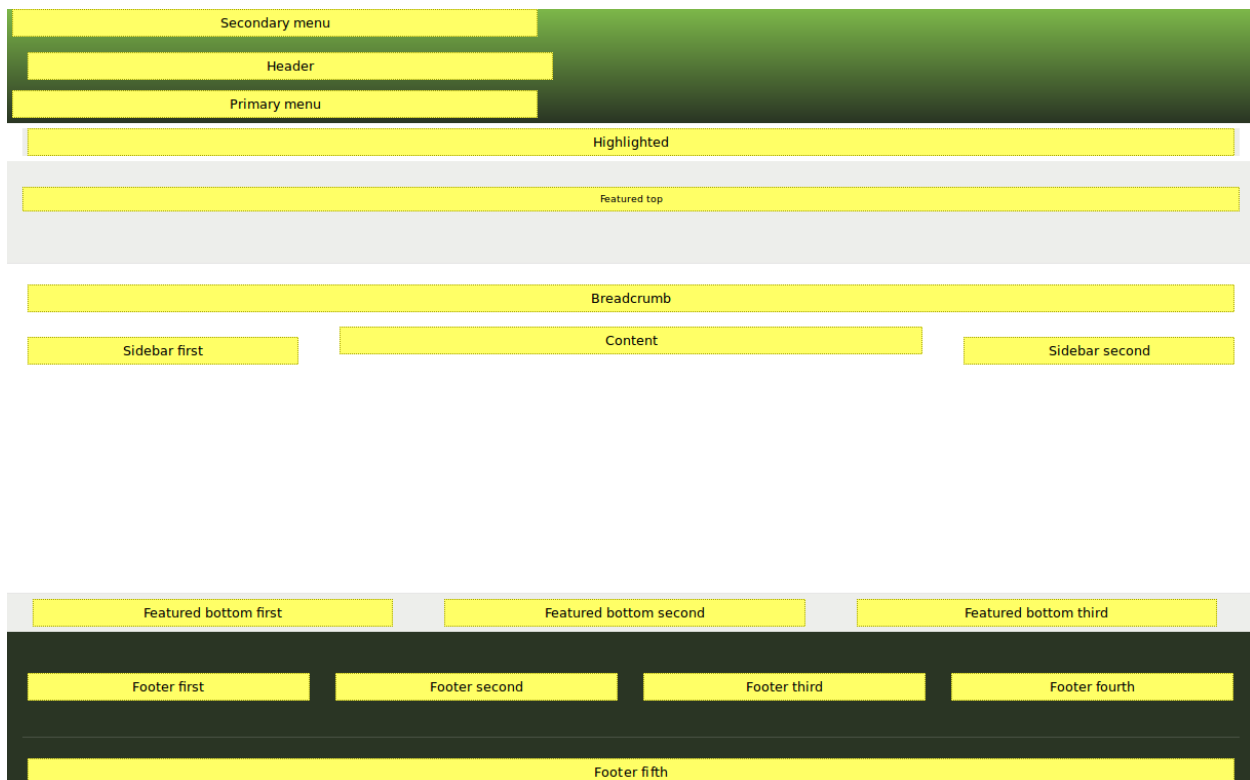 Secondary menu
Header
Primary menu
Highlighted
Featured top
Breadcrumb
Content
Sidebar first
Sidebar second
Featured bottom first
Featured bottom second
Featured bottom third
Footer first
Footer second
Footer third
Footer fourth
Footer fifth